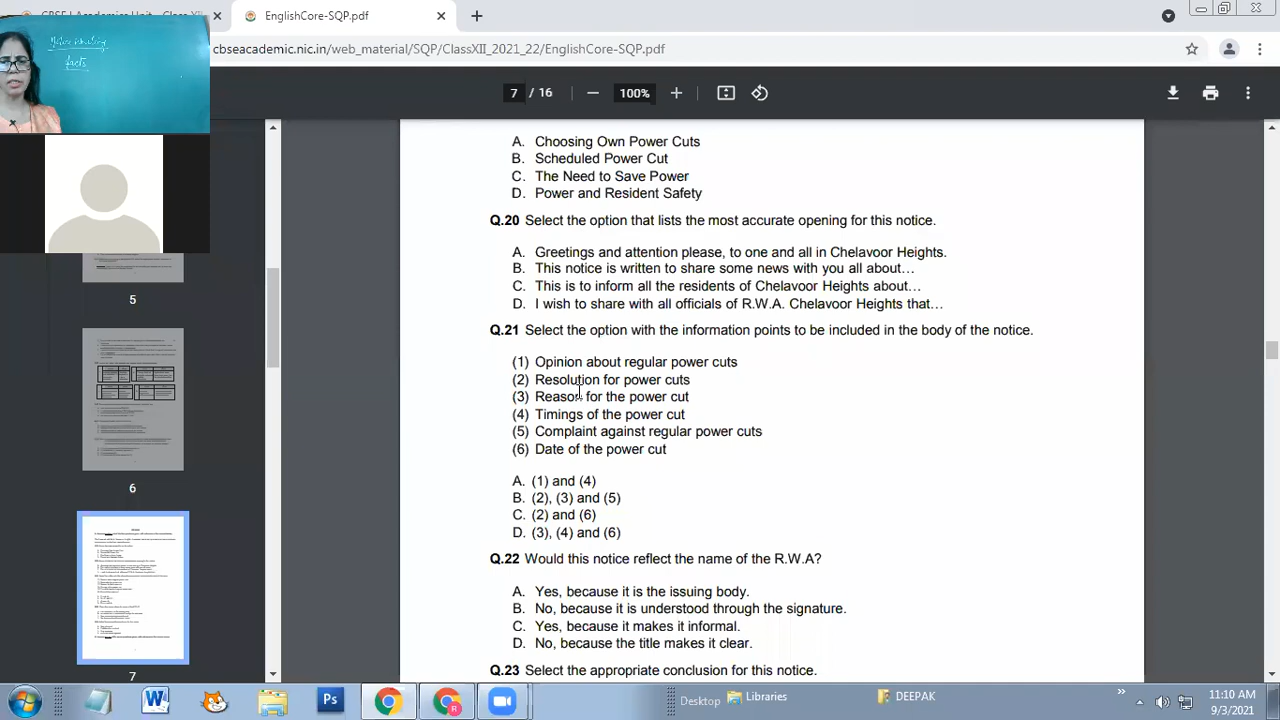 EnglishCore-SQP.pdf
cbseacademic.nic.in/web_material/SQP/ClassXII_2021_22/EnglishCore-SQP.pdf
Notice Writing
facts
7 / 16
100%
A. Choosing Own Power Cuts
B. Scheduled Power Cut
C. The Need to Save Power
D. Power and Resident Safety
Q.20 Select the option that lists the most accurate opening for this notice.
A. Greetings and attention please, to one and all in Chelavoor Heights.
B. This notice is written to share some news with you all about…
C. This is to inform all the residents of Chelavoor Heights about…
D. I wish to share with all officials of R.W.A. Chelavoor Heights that…
Q.21 Select the option with the information points to be included in the body of the notice.
(1) Opinion about regular power cuts
(2) Resolution for power cuts
(3) Reason for the power cut
(4) Timings of the power cut
(5) Complaint against regular power cuts
(6) Date of the power cut
A. (1) and (4)
B. (2), (3) and (5)
C. (2) and (6)
D. (3), (4) and (6)
Q.22 Would this notice reflect the name of the R.W.A?
A. Yes, because it is the issuing body.
B. No, because it is understood through the signature.
C. Yes, because it makes it informal.
D. No, because the title makes it clear.
Q.23 Select the appropriate conclusion for this notice.
5
6
7
Desktop
Libraries
DEEPAK
11:10 AM
9/3/2021